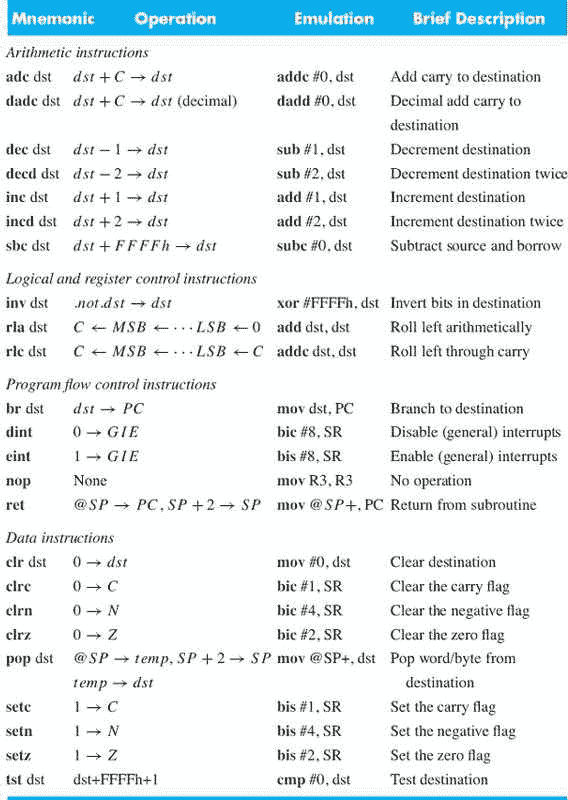 Mnemonic Operation Emulation Brief Description
Arithmetic instructions
adc dst dst + C → dst addc #0, dst Add carry to destination
dadc dst dst + C → dst (decimal) dadd #0, dst Decimal add carry to
destination
dec dst dst − 1 → dst sub #1, dst Decrement destination
decd dst dst − 2 → dst sub #2, dst Decrement destination twice
inc dst dst + 1 → dst add #1, dst Increment destination
incd dst dst + 2 → dst add #2, dst Increment destination twice
sbc dst dst + FFFFh → dst subc #0, dst Subtract source and borrow
Logical and register control instructions
inv dst .not.dst → dst xor #FFFFh, dst Invert bits in destination
rla dst C ← MSB ← ··· LSB ← 0 add dst, dst Roll left arithmetically
rlc dst C ← MSB ← ··· LSB ← C addc dst, dst Roll left through carry
Program flow control instructions
br dst dst → PC mov dst, PC Branch to destination
dint 0 → GIE bic #8, SR Disable (general) interrupts
eint 1 → GIE bis #8, SR Enable (general) interrupts
nop None mov R3, R3 No operation
ret @SP → PC, SP + 2 → SP mov @SP+, PC Return from subroutine
Data instructions
clr dst 0 → dst mov #0, dst Clear destination
clrc 0 → C bic #1, SR Clear the carry flag
clrn 0 → N bic #4, SR Clear the negative flag
clrz 0 → Z bic #2, SR Clear the zero flag
pop dst @SP → temp, SP + 2 → SP mov @SP+, dst Pop word/byte from
temp → dst destination
setc 1 → C bis #1, SR Set the carry flag
setn 1 → N bis #4, SR Set the negative flag
setz 1 → Z bis #2, SR Set the zero flag
tst dst dst+FFFFh+1 cmp #0, dst Test destination